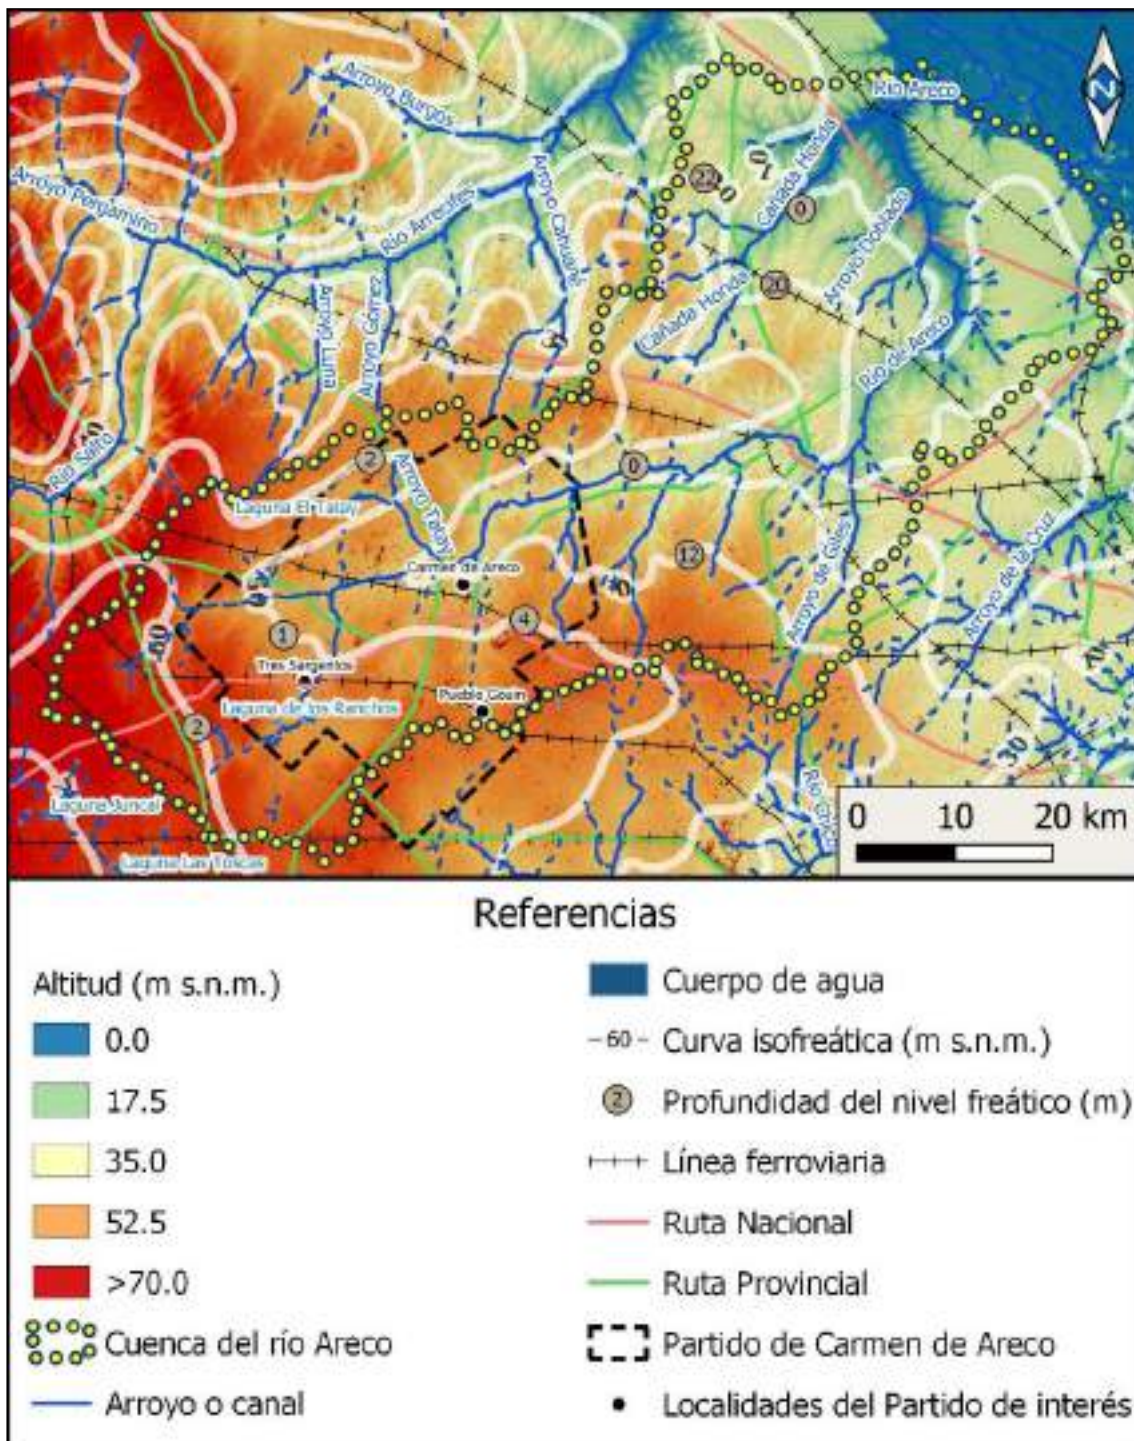 Arroyo Burgos
Río Areco
Cañada Honda
10
22
0
Arroyo Pergamino
Río Arrecifes
Arroyo Doblado
Arroyo Luna
Arroyo Gómez
Cañada Honda
20
Río de Areco
40
Río Salto
2
0
Laguna El Tatay
Arroyo Tatay
Carmen de Areco
12
40
Arroyo de Giles
Arroyo de la Cruz
1
4
60
Tres Sargentos
Laguna de los Ranchos
Pueblo Gouin
2
30
Laguna Juncal
Laguna Las Toscas
0 10 20 km
Referencias
Altitud (m s.n.m.)
0.0
17.5
35.0
52.5
>70.0
Cuenca del río Areco
Arroyo o canal
Cuerpo de agua
-60- Curva isofreática (m s.n.m.)
2 Profundidad del nivel freático (m)
Línea ferroviaria
Ruta Nacional
Ruta Provincial
Partido de Carmen de Areco
Localidades del Partido de interés